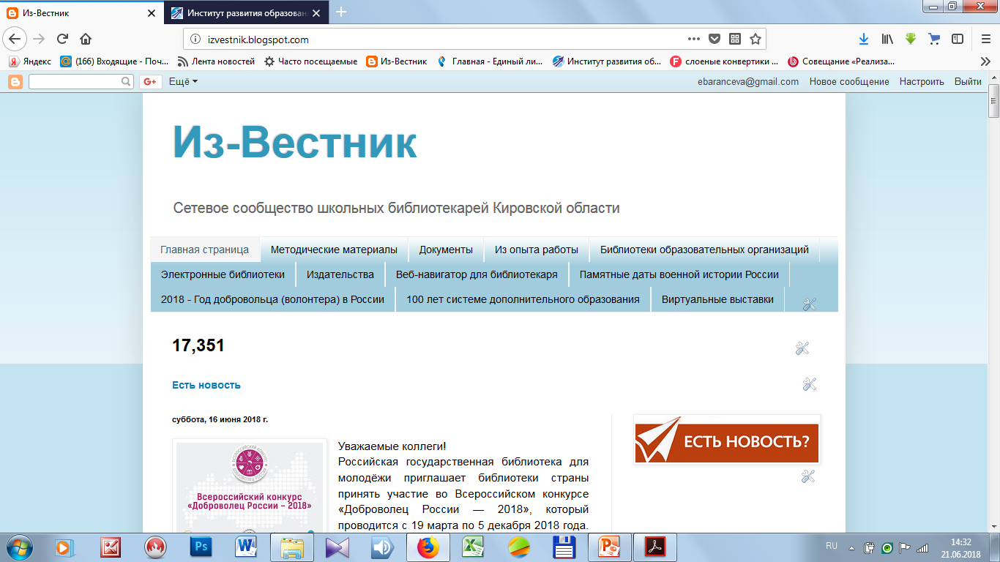 Из-Вестник
Институт развития образован
izvestnik.blogspot.com
Яндекс
(166) Входящие - Поч...
Лента новостей
Часто посещаемые
Из-Вестник
Главная - Единый ли...
Институт развития об...
слоеные конвертики ...
Совещание «Реализа...
G+
Ещё
ebaranceva@gmail.com
Новое сообщение
Настроить
Выйти
Из-Вестник
Сетевое сообщество школьных библиотекарей Кировской области
Главная страница
Методические материалы
Документы
Из опыта работы
Библиотеки образовательных организаций
Электронные библиотеки
Издательства
Веб-навигатор для библиотекаря
Памятные даты военной истории России
2018 - Год добровольца (волонтера) в России
100 лет системе дополнительного образования
Виртуальные выставки
17,351
Есть новость
суббота, 16 июня 2018 г.
Всероссийский конкурс
«Доброволец России – 2018»
Уважаемые коллеги!
Российская государственная библиотека для
молодёжи приглашает библиотеки страны
принять участие во Всероссийском конкурсе
«Доброволец России — 2018», который
проводится с 19 марта по 5 декабря 2018 года.
ЕСТЬ НОВОСТЬ?
Ps
RU
14:32
21.06.2018